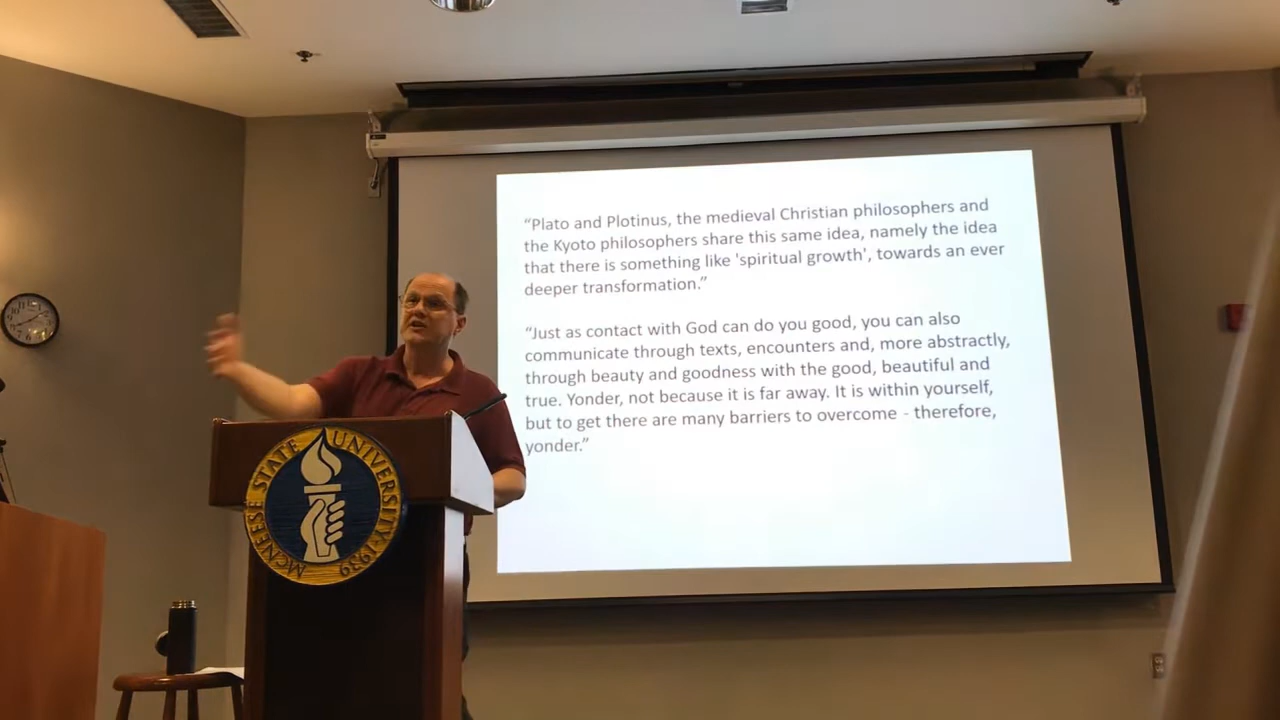 “Plato and Plotinus, the medieval Christian philosophers and
the Kyoto philosophers share this same idea, namely the idea
that there is something like 'spiritual growth', towards an ever
deeper transformation.”
“Just as contact with God can do you good, you can also
communicate through texts, encounters and, more abstractly,
through beauty and goodness with the good, beautiful and
true. Yonder, not because it is far away. It is within yourself,
but to get there are many barriers to overcome - therefore,
yonder.”
MCNEESE STATE UNIVERSITY · 1939